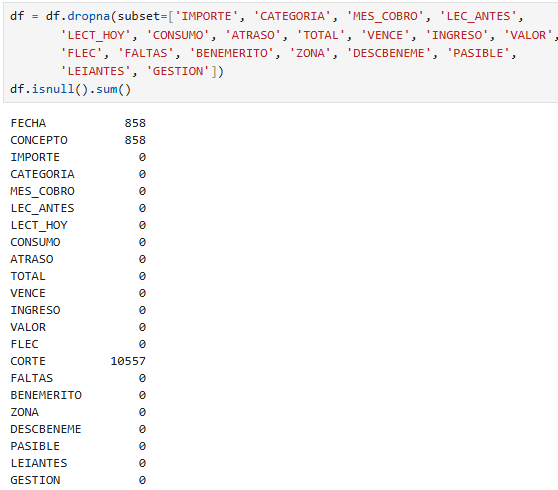 df = df.dropna(subset=['IMPORTE', 'CATEGORIA', 'MES_COBRO', 'LEC_ANTES',
'LECT_HOY', 'CONSUMO', 'ATRASO', 'TOTAL', 'VENCE', 'INGRESO', 'VALOR',
'FLEC', 'FALTAS', 'BENEMERITO', 'ZONA', 'DESCBENEME', 'PASIBLE',
'LEIANTES', 'GESTION'])
df.isnull().sum()
FECHA 858
CONCEPTO 858
IMPORTE 0
CATEGORIA 0
MES_COBRO 0
LEC_ANTES 0
LECT_HOY 0
CONSUMO 0
ATRASO 0
TOTAL 0
VENCE 0
INGRESO 0
VALOR 0
FLEC 0
CORTE 10557
FALTAS 0
BENEMERITO 0
ZONA 0
DESCBENEME 0
PASIBLE 0
LEIANTES 0
GESTION 0